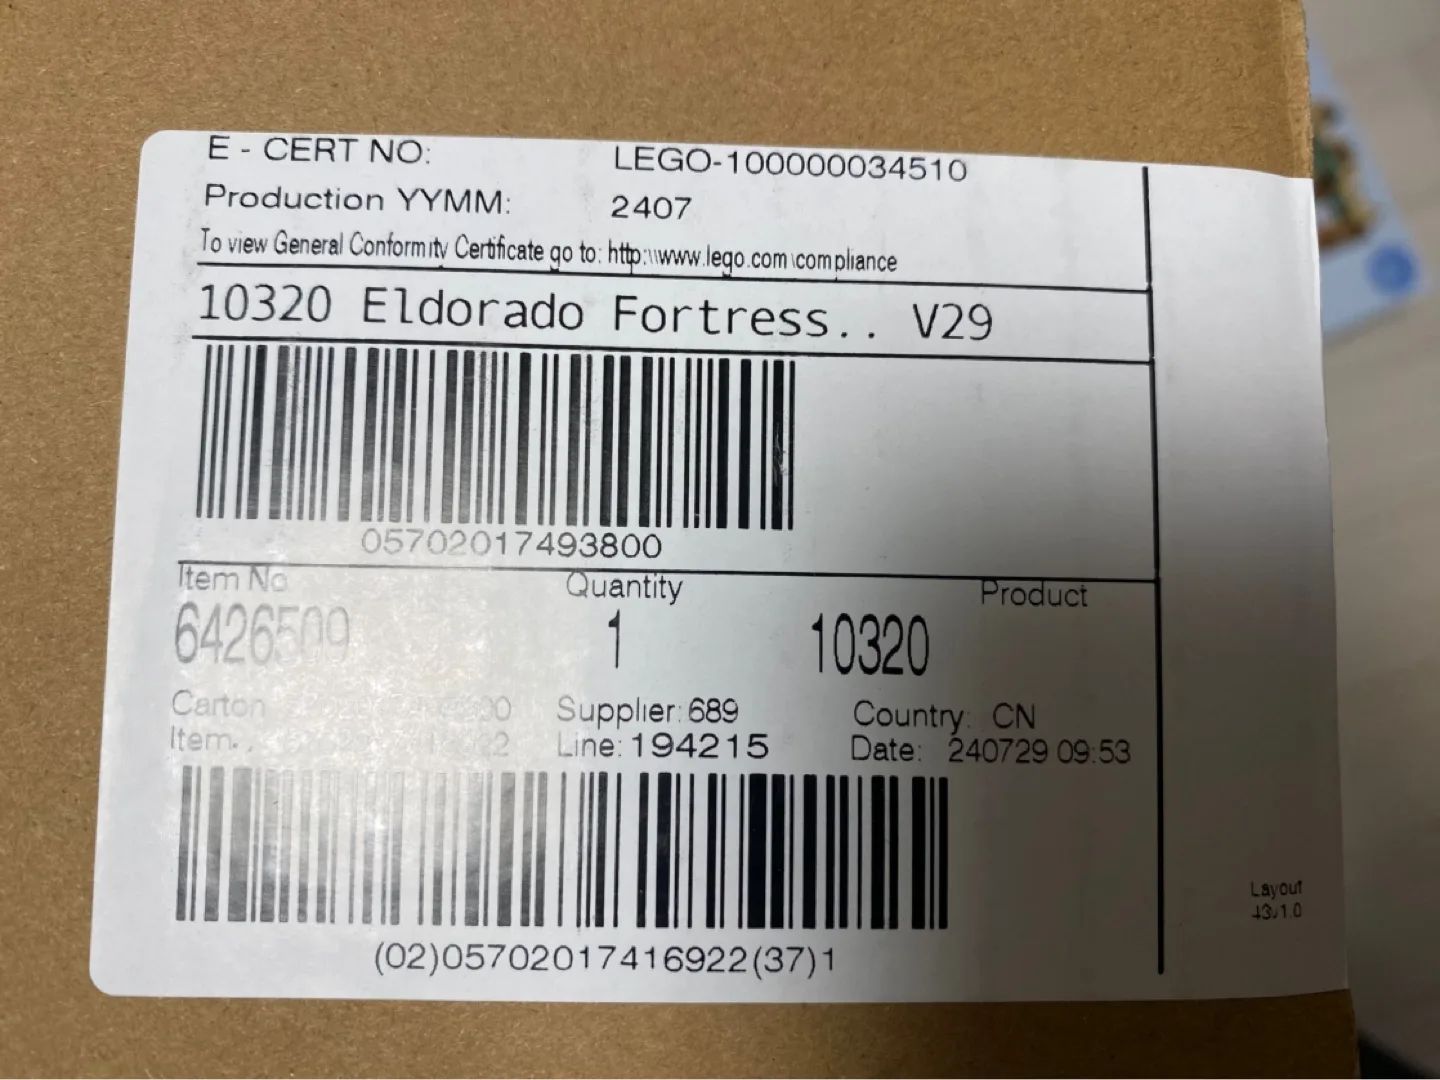 E - CERT NO: LEGO-100000034510
Production YYMM: 2407
To view General Conformity Certificate go to: http:\\www.lego.com\compliance
10320 Eldorado Fortress.. V29
05702017493800
Item No Quantity Product
6426509 1 10320
Carton Supplier: 689 Country: CN
Item Line: 194215 Date: 240729 09:53
(02)05702017416922(37)1
Layout